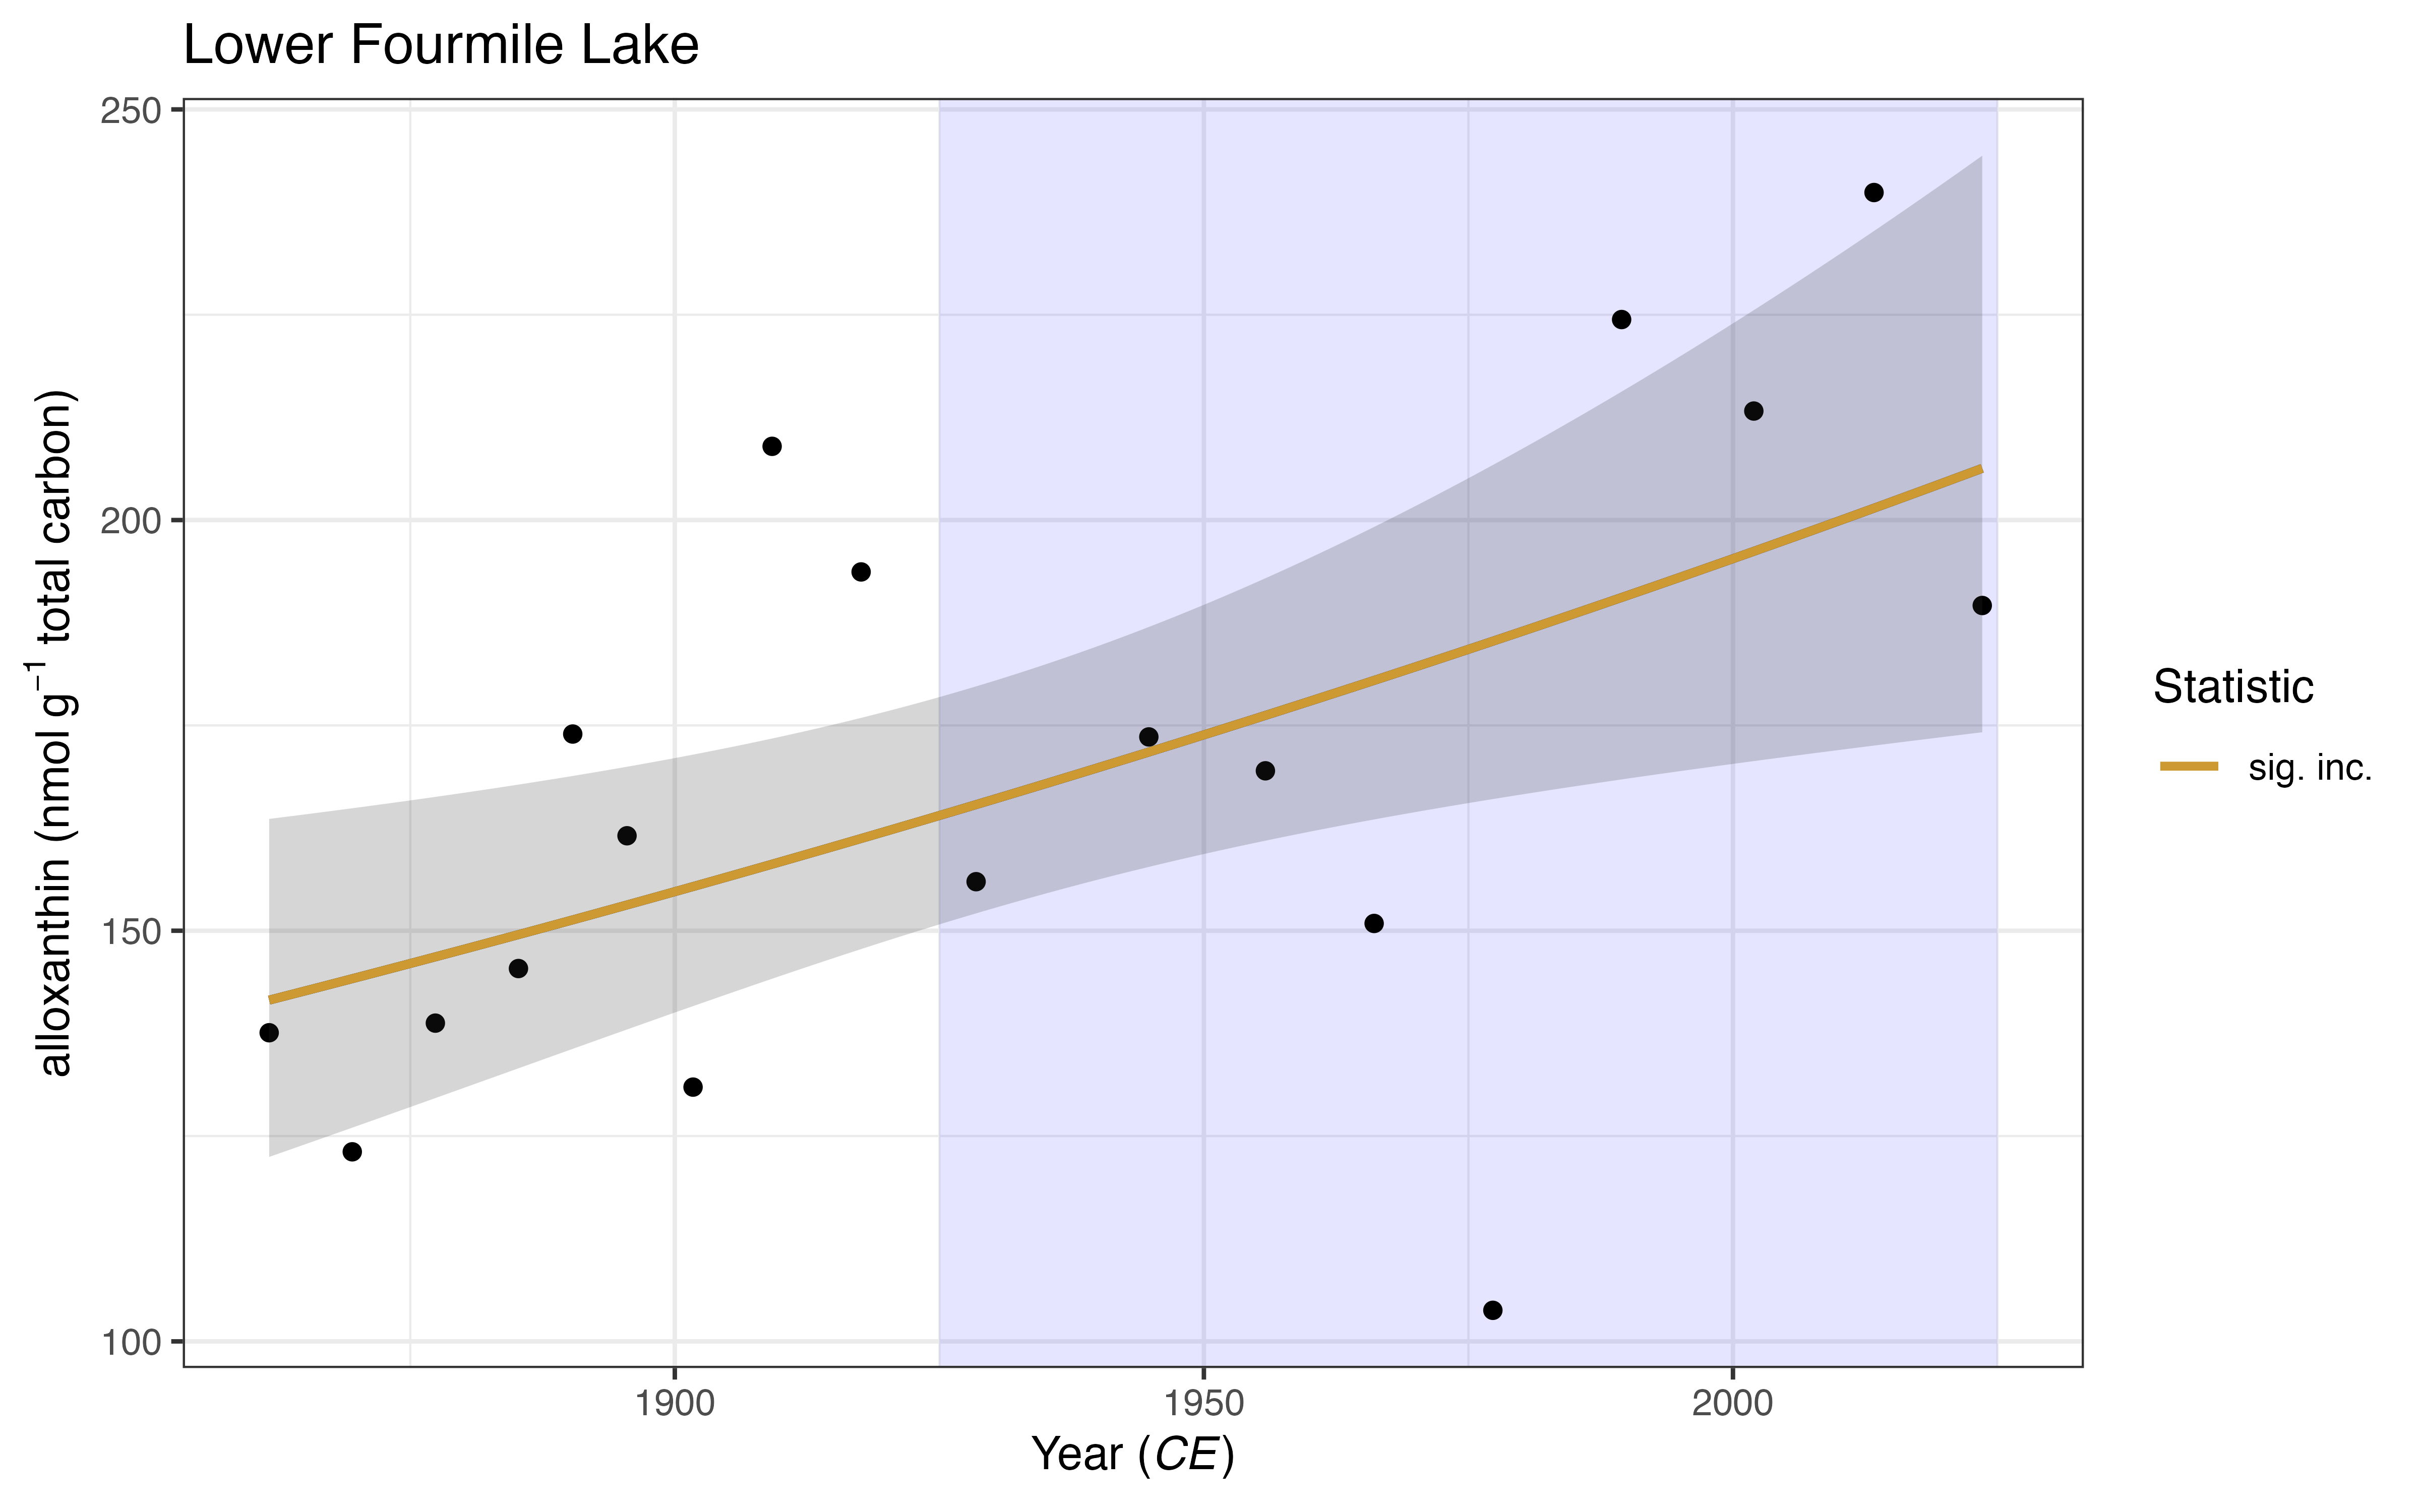 Lower Fourmile Lake
250
200
150
100
alloxanthin (nmol g⁻¹ total carbon)
1900
1950
2000
Year (CE)
Statistic
sig. inc.